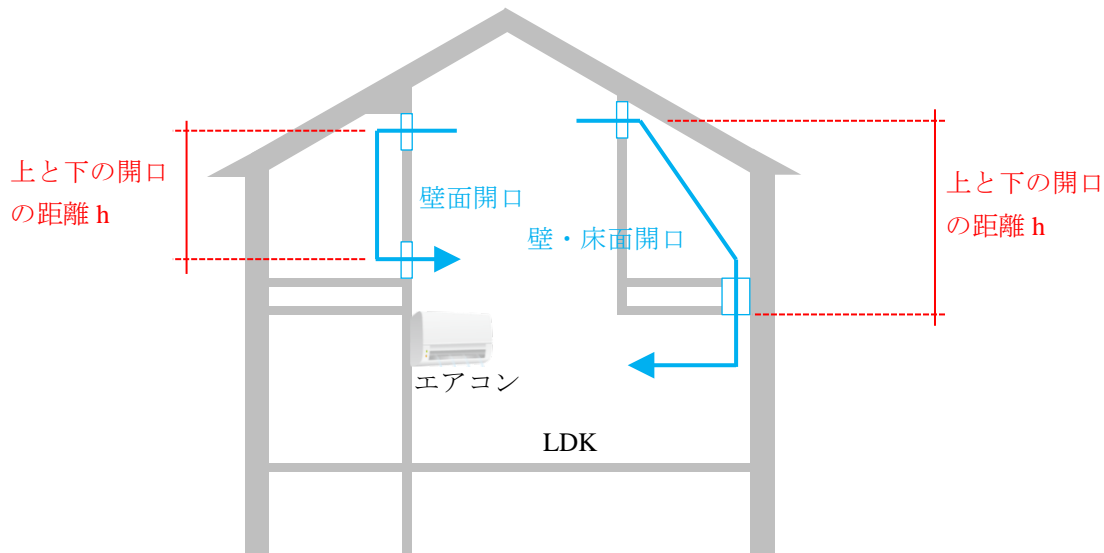 上と下の開口
の距離 h
壁面開口
壁・床面開口
上と下の開口
の距離 h
エアコン
LDK